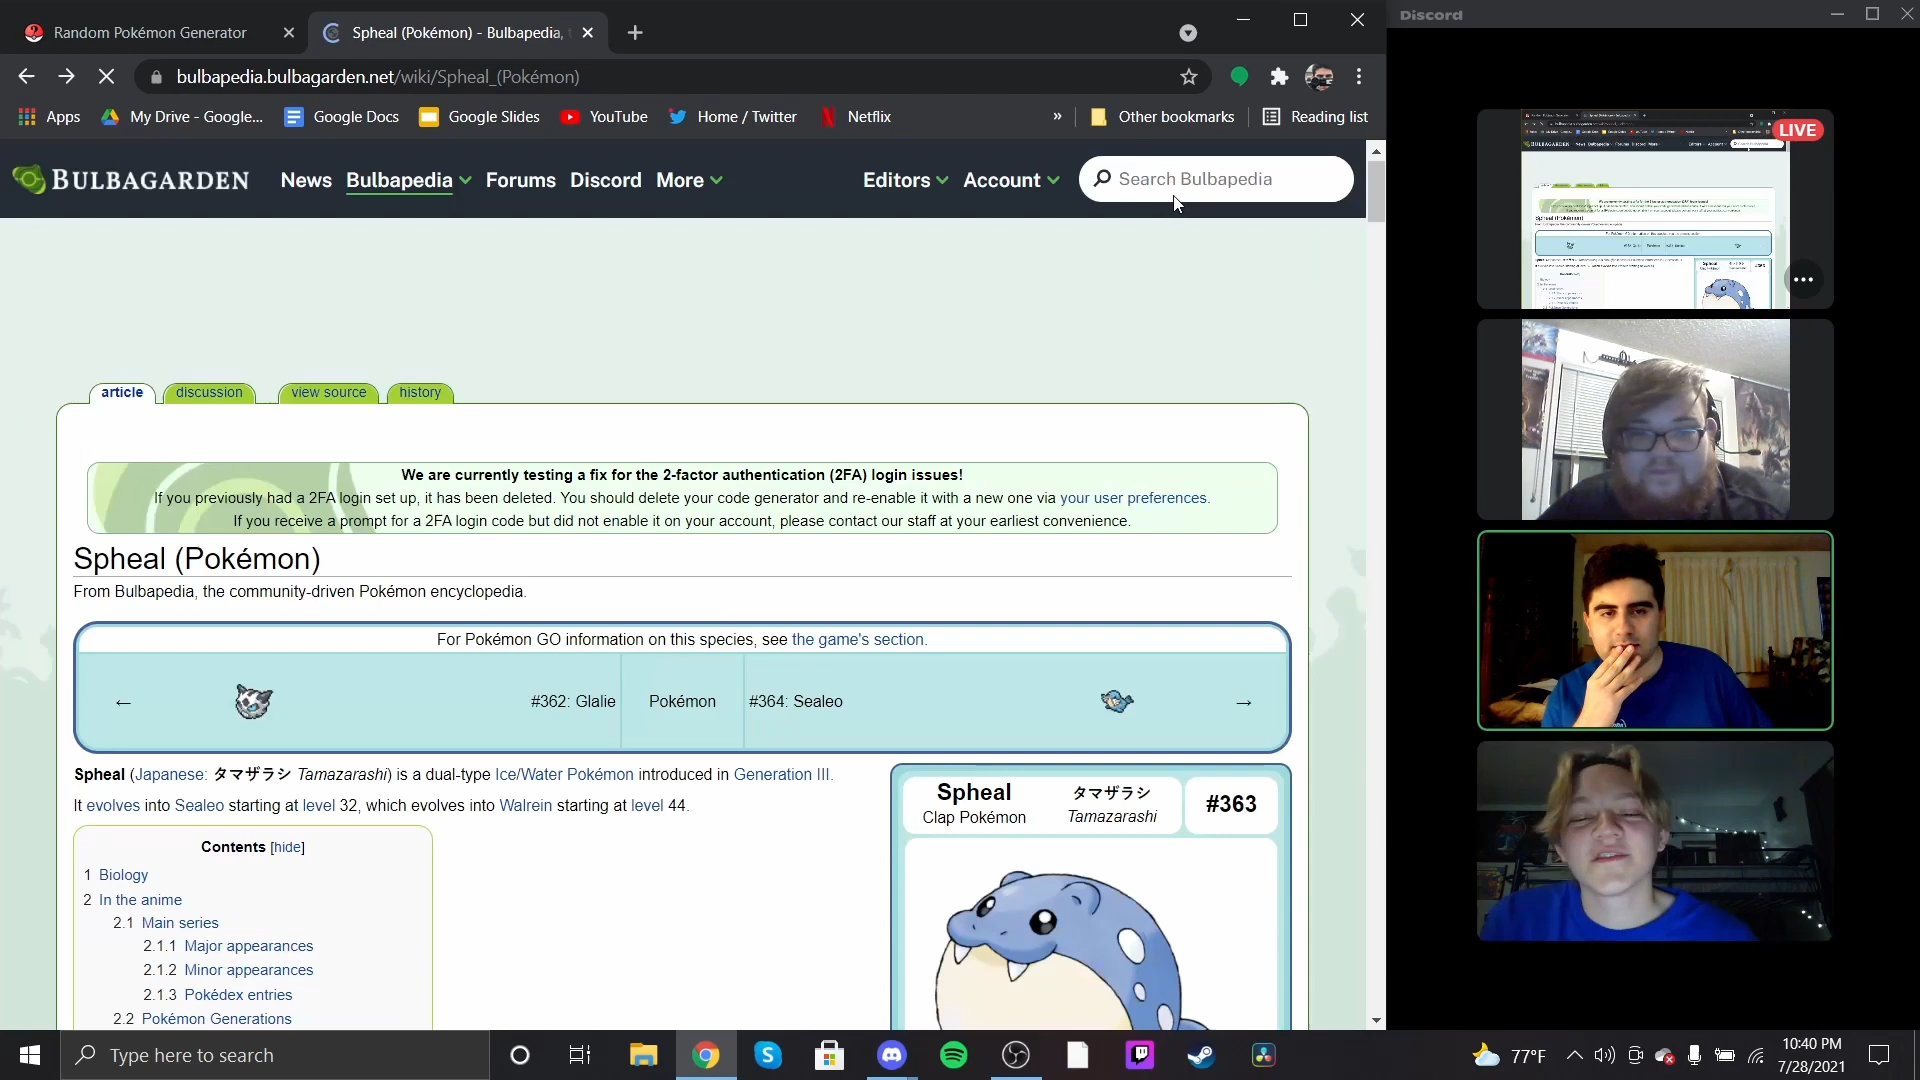 Random Pokémon Generator
Spheal (Pokémon) - Bulbapedia,
Discord
bulbapedia.bulbagarden.net/wiki/Spheal_(Pokémon)
Apps My Drive - Google... Google Docs Google Slides YouTube Home / Twitter Netflix » Other bookmarks Reading list
BULBAGARDEN News Bulbapedia Forums Discord More Editors Account Search Bulbapedia
LIVE
article discussion view source history
We are currently testing a fix for the 2-factor authentication (2FA) login issues!
If you previously had a 2FA login set up, it has been deleted. You should delete your code generator and re-enable it with a new one via your user preferences.
If you receive a prompt for a 2FA login code but did not enable it on your account, please contact our staff at your earliest convenience.
Spheal (Pokémon)
From Bulbapedia, the community-driven Pokémon encyclopedia.
For Pokémon GO information on this species, see the game's section.
← #362: Glalie Pokémon #364: Sealeo →
Spheal (Japanese: タマザラシ Tamazarashi) is a dual-type Ice/Water Pokémon introduced in Generation III.
It evolves into Sealeo starting at level 32, which evolves into Walrein starting at level 44.
Spheal タマザラシ #363
Clap Pokémon Tamazarashi
Contents [hide]
1 Biology
2 In the anime
2.1 Main series
2.1.1 Major appearances
2.1.2 Minor appearances
2.1.3 Pokédex entries
2.2 Pokémon Generations
Type here to search
77°F
10:40 PM
7/28/2021